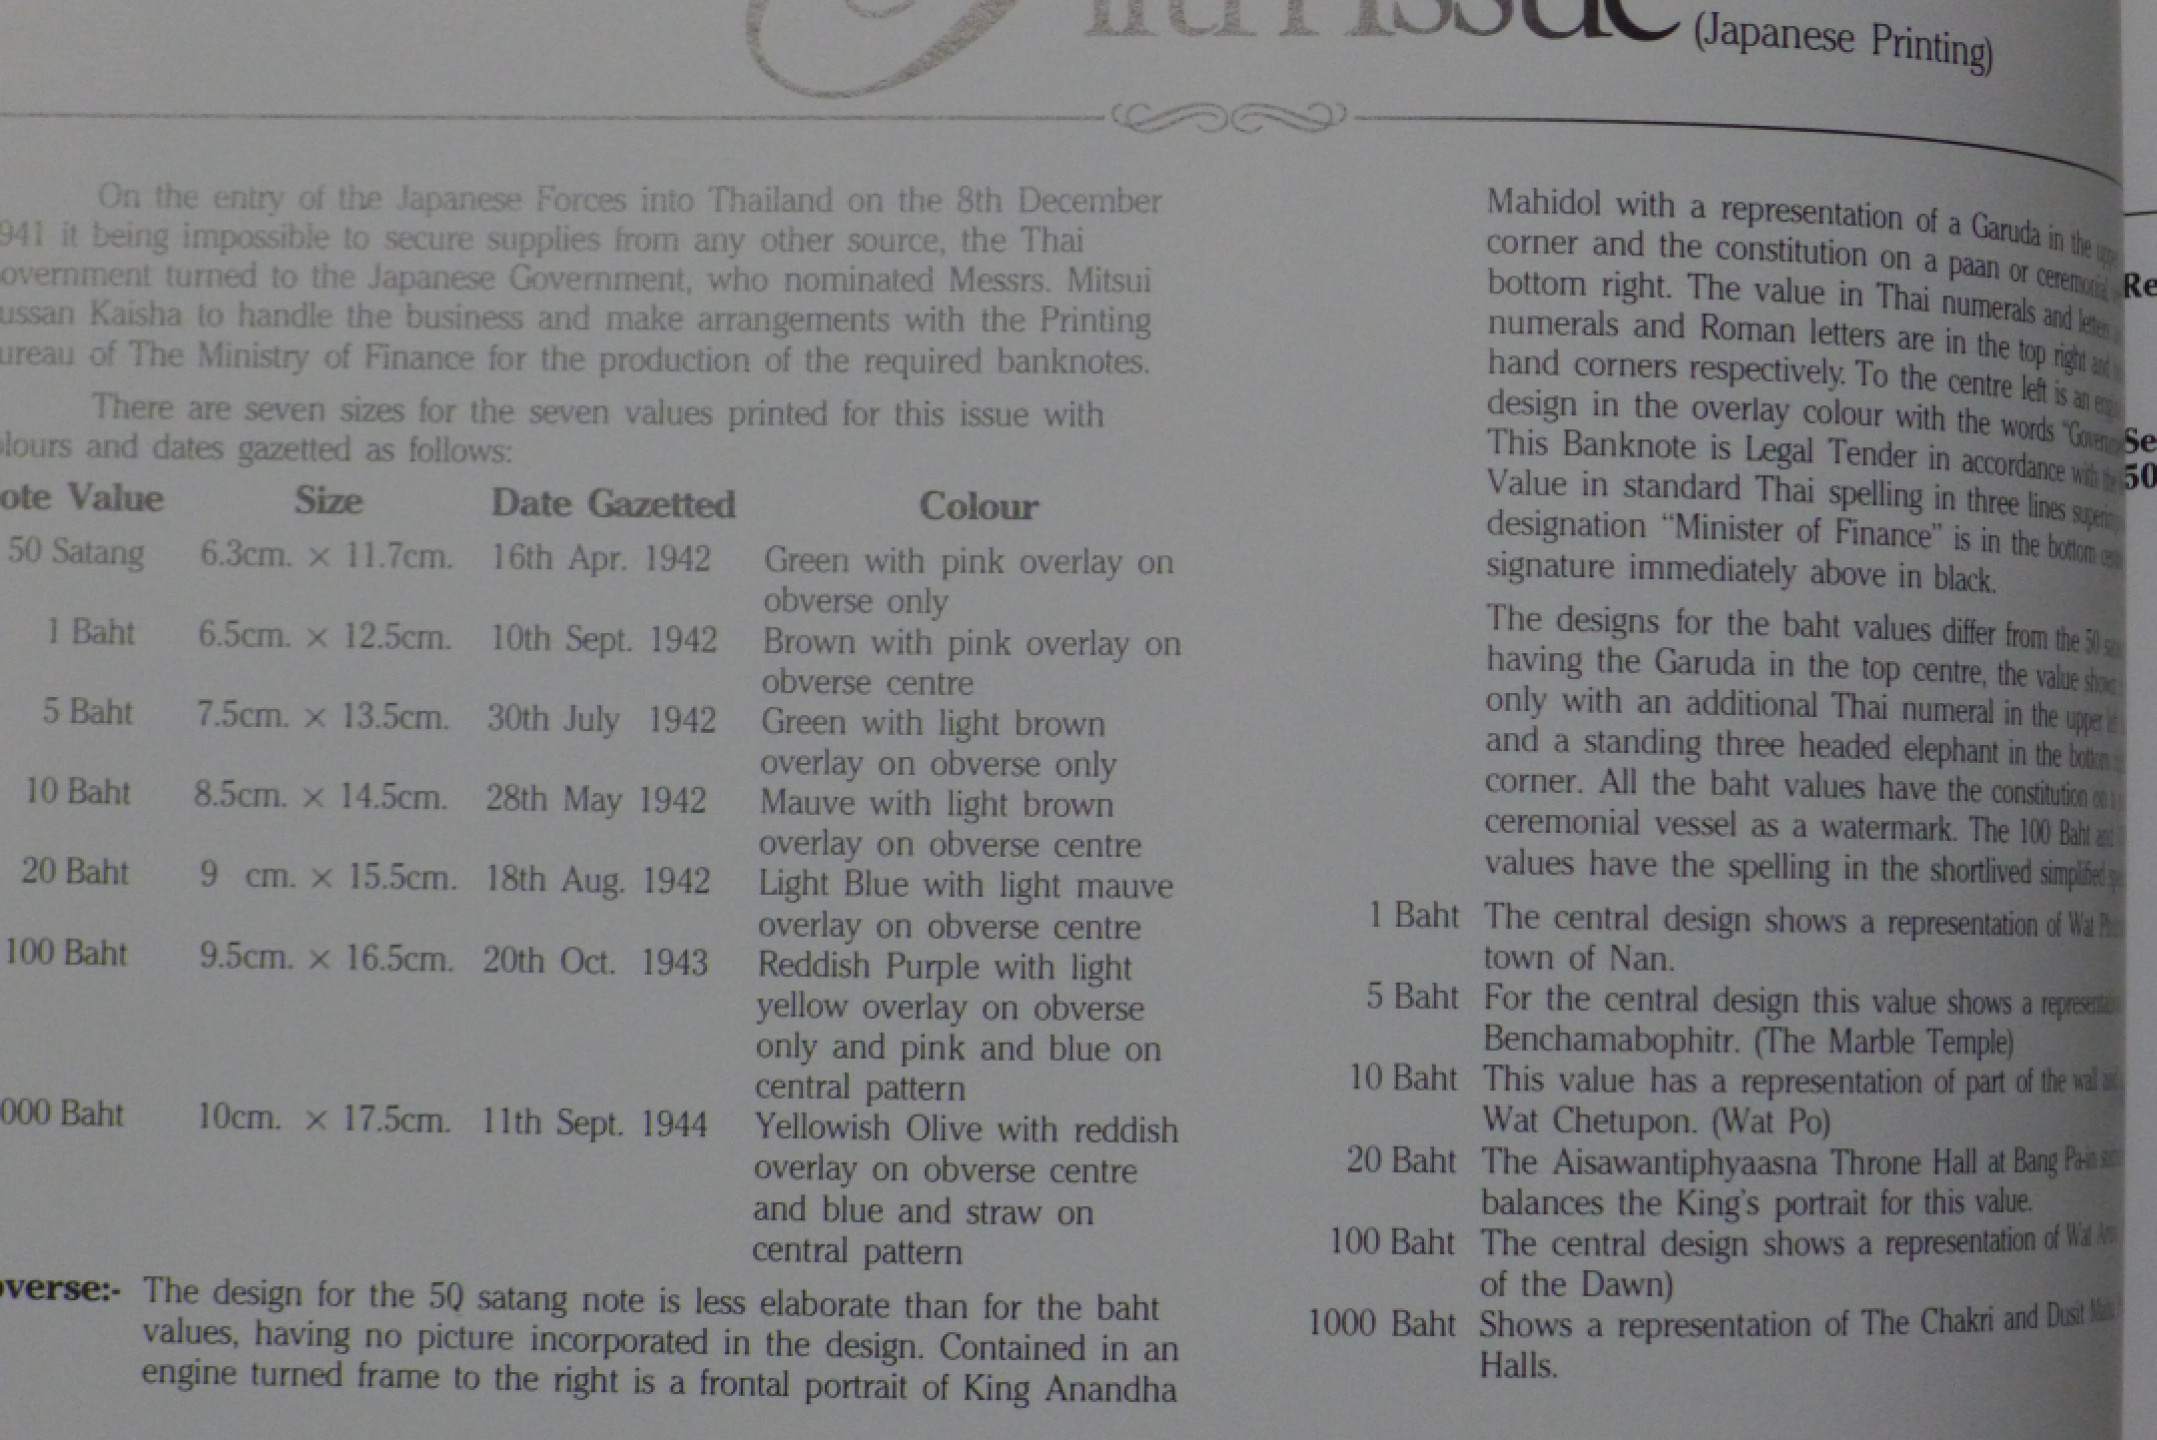 Issue (Japanese Printing)
On the entry of the Japanese Forces into Thailand on the 8th December
941 it being impossible to secure supplies from any other source, the Thai
overnment turned to the Japanese Government, who nominated Messrs. Mitsui
ussan Kaisha to handle the business and make arrangements with the Printing
ureau of The Ministry of Finance for the production of the required banknotes.
There are seven sizes for the seven values printed for this issue with
lours and dates gazetted as follows:
ote Value Size Date Gazetted Colour
50 Satang 6.3cm. × 11.7cm. 16th Apr. 1942 Green with pink overlay on
obverse only
1 Baht 6.5cm. × 12.5cm. 10th Sept. 1942 Brown with pink overlay on
obverse centre
5 Baht 7.5cm. × 13.5cm. 30th July 1942 Green with light brown
overlay on obverse only
10 Baht 8.5cm. × 14.5cm. 28th May 1942 Mauve with light brown
overlay on obverse centre
20 Baht 9 cm. × 15.5cm. 18th Aug. 1942 Light Blue with light mauve
overlay on obverse centre
100 Baht 9.5cm. × 16.5cm. 20th Oct. 1943 Reddish Purple with light
yellow overlay on obverse
only and pink and blue on
central pattern
000 Baht 10cm. × 17.5cm. 11th Sept. 1944 Yellowish Olive with reddish
overlay on obverse centre
and blue and straw on
central pattern
verse:- The design for the 50 satang note is less elaborate than for the baht
values, having no picture incorporated in the design. Contained in an
engine turned frame to the right is a frontal portrait of King Anandha
Mahidol with a representation of a Garuda in the
corner and the constitution on a paan or ceremonial
bottom right. The value in Thai numerals and letters
numerals and Roman letters are in the top right and
hand corners respectively. To the centre left is an
design in the overlay colour with the words
This Banknote is Legal Tender in accordance with the
Value in standard Thai spelling in three lines
designation "Minister of Finance" is in the bottom
signature immediately above in black.
The designs for the baht values differ from the 50
having the Garuda in the top centre, the value
only with an additional Thai numeral in the upper
and a standing three headed elephant in the bottom
corner. All the baht values have the constitution on
ceremonial vessel as a watermark. The 100 Baht and
values have the spelling in the shortlived simplified
1 Baht The central design shows a representation of Wat
town of Nan.
5 Baht For the central design this value shows a
Benchamabophitr. (The Marble Temple)
10 Baht This value has a representation of part of the wall
Wat Chetupon. (Wat Po)
20 Baht The Aisawantiphyaasna Throne Hall at Bang Pa-in
balances the King's portrait for this value.
100 Baht The central design shows a representation of Wat
of the Dawn)
1000 Baht Shows a representation of The Chakri and Dusit
Halls.
Re
Se
50